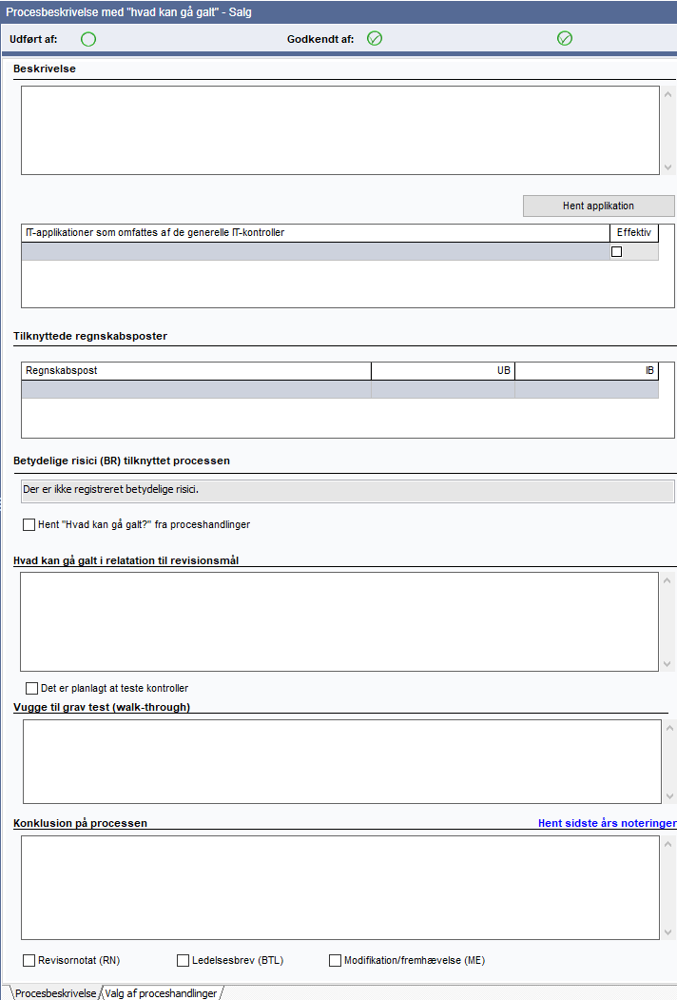 Procesbeskrivelse med "hvad kan gå galt" - Salg
Udført af: Godkendt af:
Beskrivelse
Hent applikation
IT-applikationer som omfattes af de generelle IT-kontroller Effektiv
Tilknyttede regnskabsposter
Regnskabspost UB IB
Betydelige risici (BR) tilknyttet processen
Der er ikke registreret betydelige risici.
Hent "Hvad kan gå galt?" fra proceshandlinger
Hvad kan gå galt i relatation til revisionsmål
Det er planlagt at teste kontroller
Vugge til grav test (walk-through)
Konklusion på processen Hent sidste års noteringer
Revisornotat (RN) Ledelsesbrev (BTL) Modifikation/fremhævelse (ME)
Procesbeskrivelse Valg af proceshandlinger